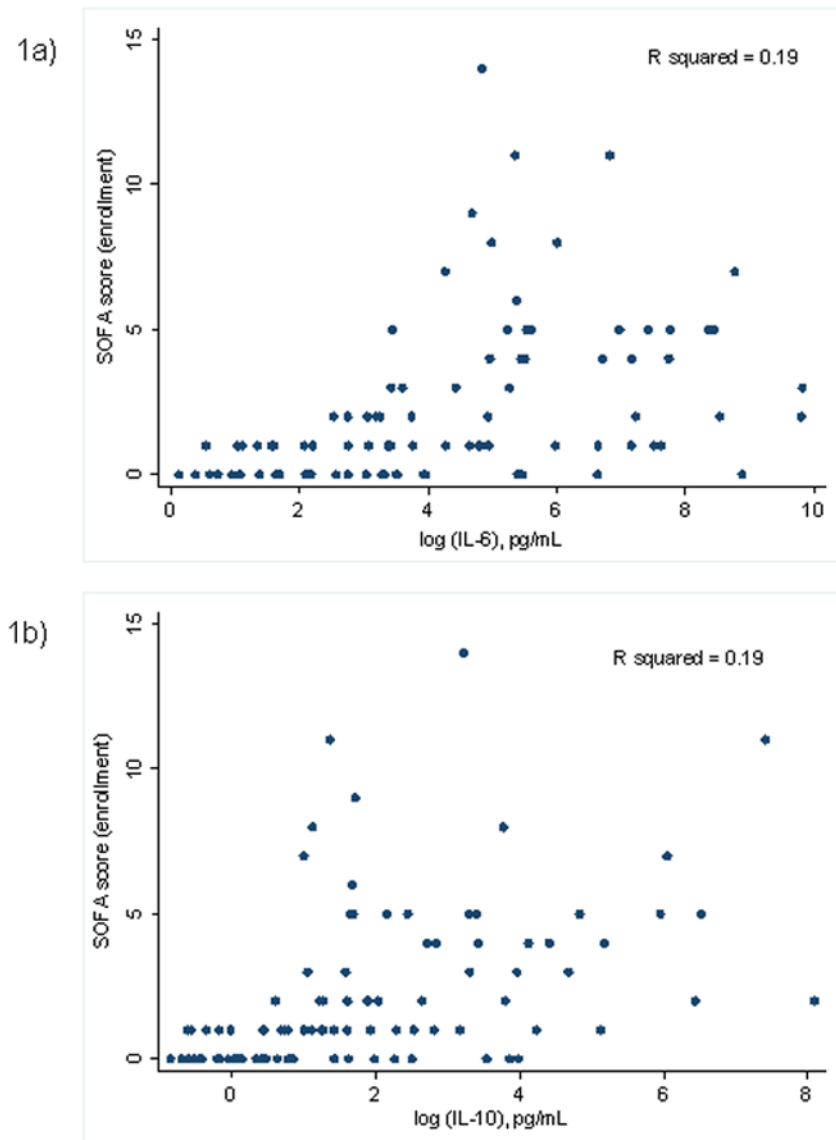 1a)
R squared = 0.19
SOFA score (enrollment)
15
10
5
0
0 2 4 6 8 10
log (IL-6), pg/mL
1b)
R squared = 0.19
SOFA score (enrollment)
15
10
5
0
0 2 4 6 8
log (IL-10), pg/mL